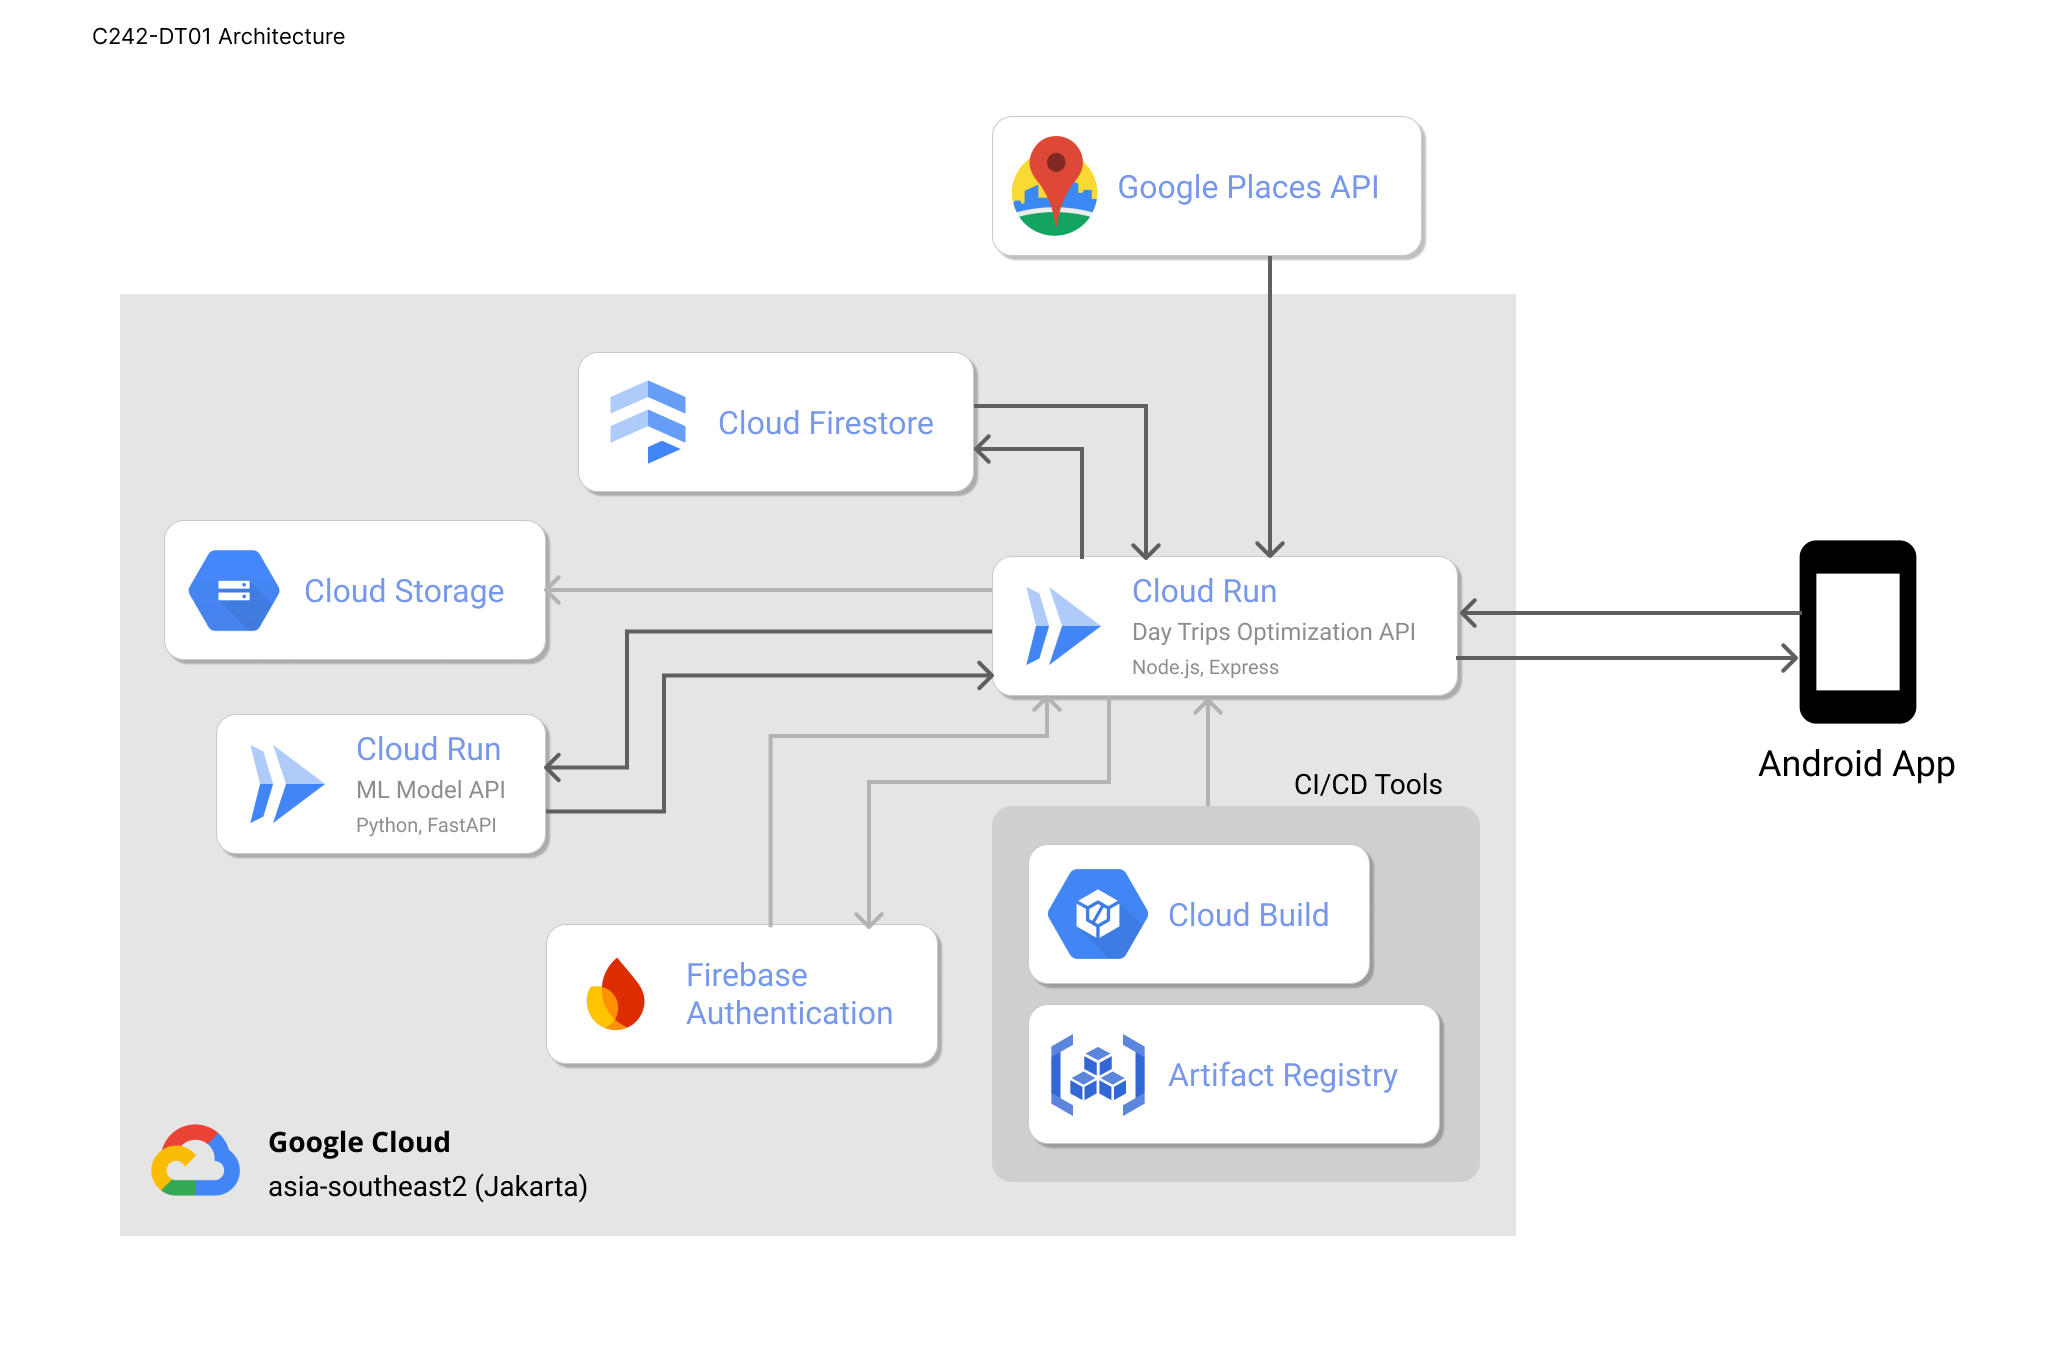 C242-DT01 Architecture
Google Places API
Cloud Firestore
Cloud Storage
Cloud Run
Day Trips Optimization API
Node.js, Express
Cloud Run
ML Model API
Python, FastAPI
Android App
CI/CD Tools
Cloud Build
Firebase
Authentication
Artifact Registry
Google Cloud
asia-southeast2 (Jakarta)